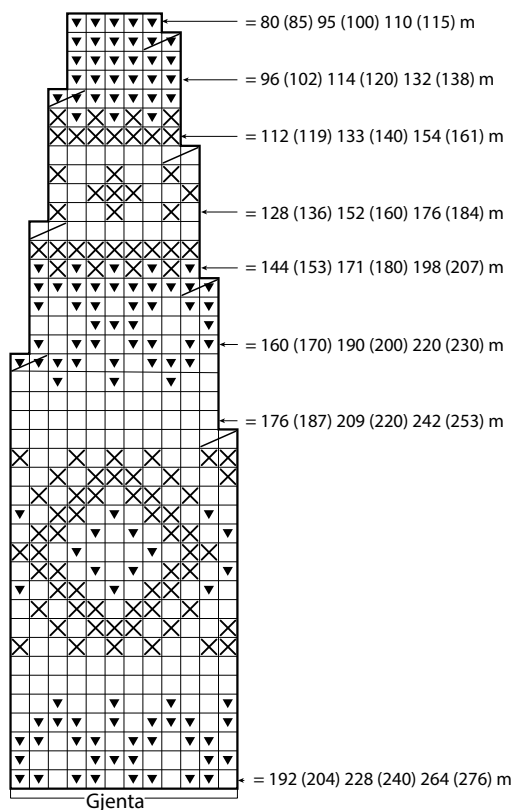 = 80 (85) 95 (100) 110 (115) m
= 96 (102) 114 (120) 132 (138) m
= 112 (119) 133 (140) 154 (161) m
= 128 (136) 152 (160) 176 (184) m
= 144 (153) 171 (180) 198 (207) m
= 160 (170) 190 (200) 220 (230) m
= 176 (187) 209 (220) 242 (253) m
= 192 (204) 228 (240) 264 (276) m
Gjenta